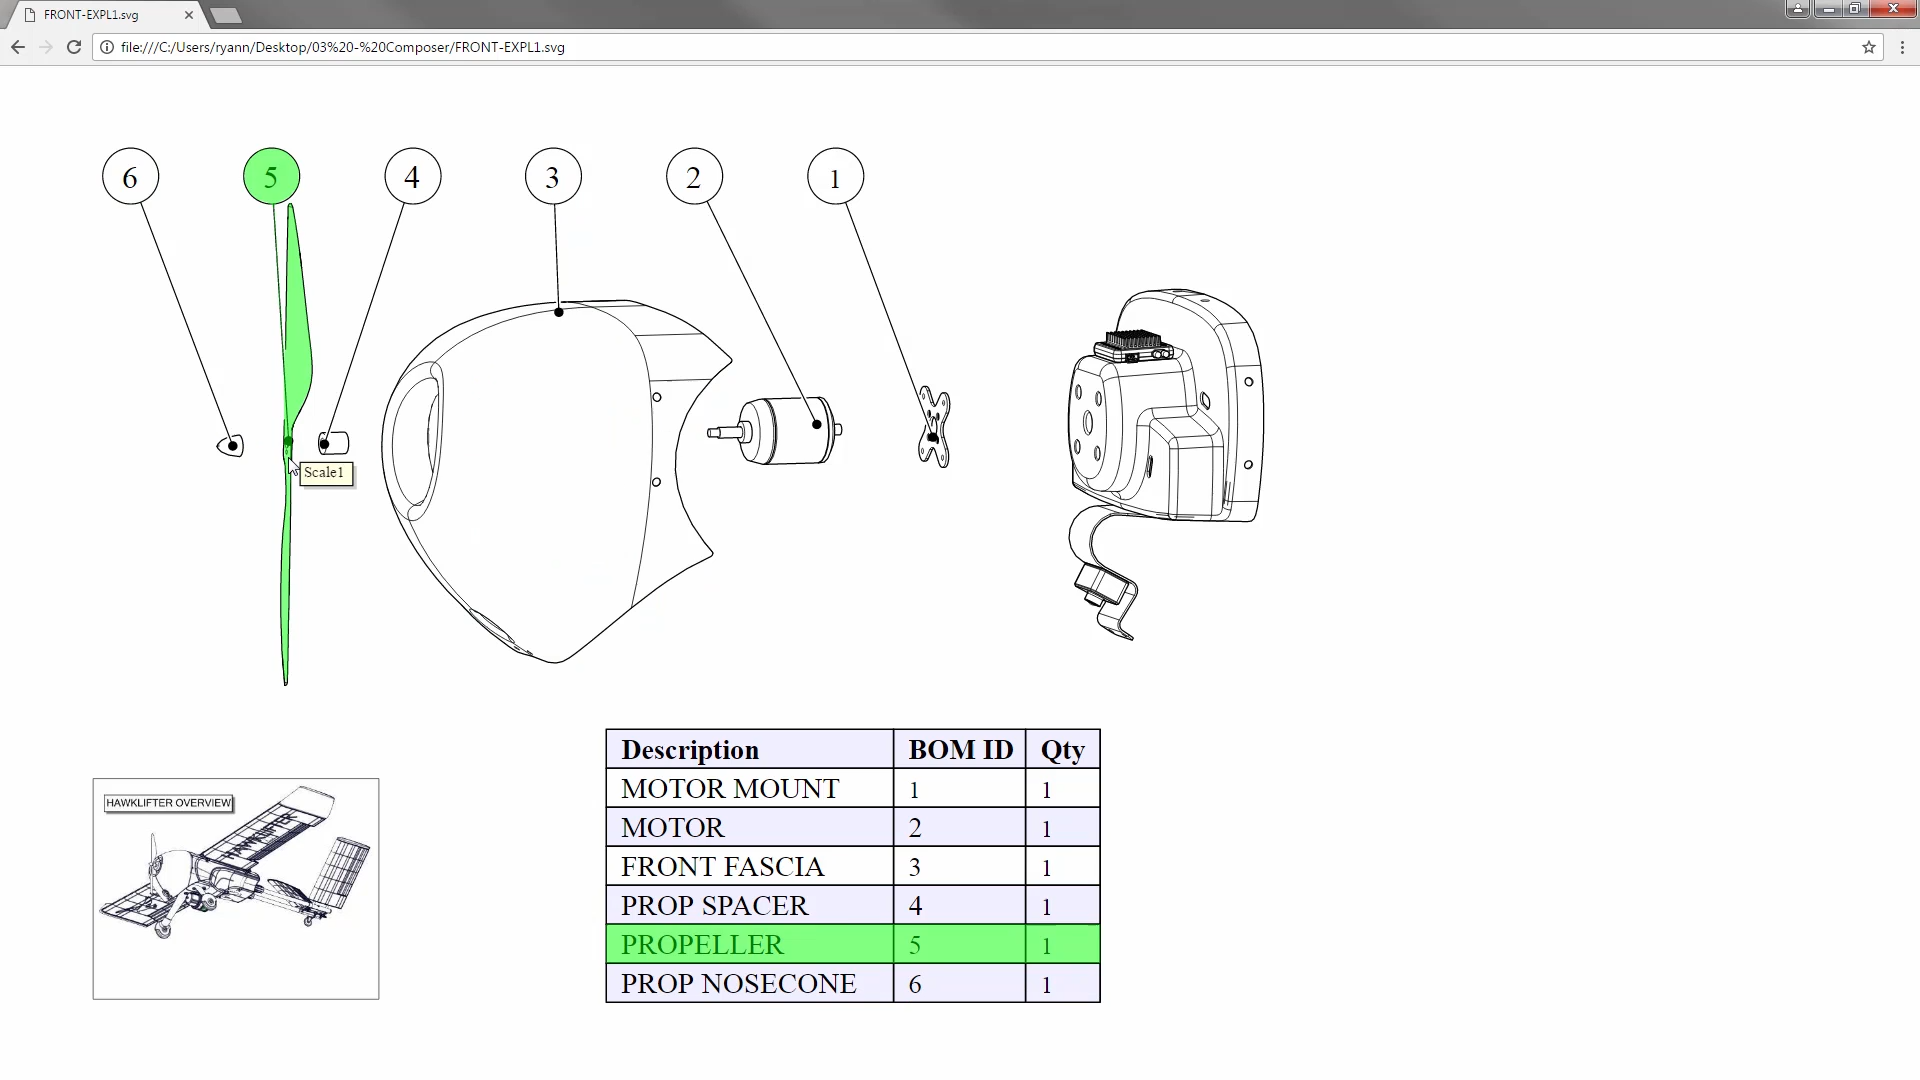 FRONT-EXPL1.svg
file:///C:/Users/ryann/Desktop/03%20-%20Composer/FRONT-EXPL1.svg
6 5 4 3 2 1
Scale1
Description BOM ID Qty
MOTOR MOUNT 1 1
MOTOR 2 1
FRONT FASCIA 3 1
PROP SPACER 4 1
PROPELLER 5 1
PROP NOSECONE 6 1
HAWKLIFTER OVERVIEW
HAWKLIFTER